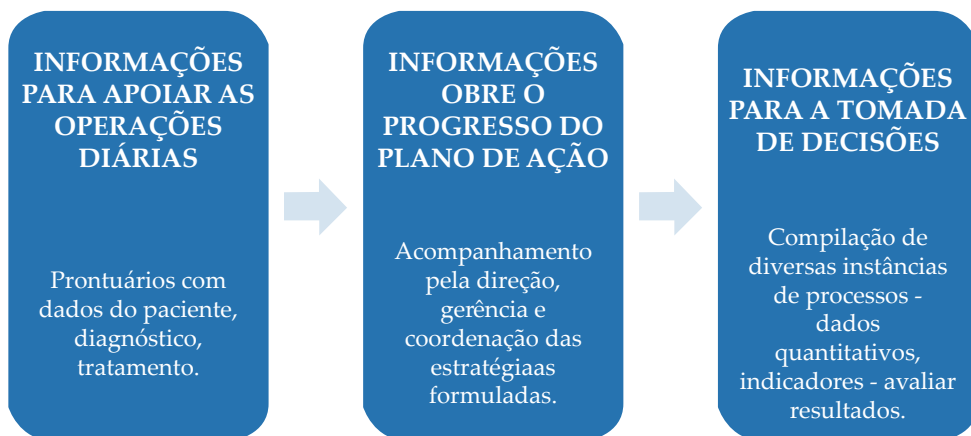 INFORMAÇÕES
PARA APOIAR AS
OPERAÇÕES
DIÁRIAS
Prontuários com
dados do paciente,
diagnóstico,
tratamento.
INFORMAÇÕES
OBRE O
PROGRESSO DO
PLANO DE AÇÃO
Acompanhamento
pela direção,
gerência e
coordenação das
estratégiaas
formuladas.
INFORMAÇÕES
PARA A TOMADA
DE DECISÕES
Compilação de
diversas instâncias
de processos -
dados
quantitativos,
indicadores - avaliar
resultados.